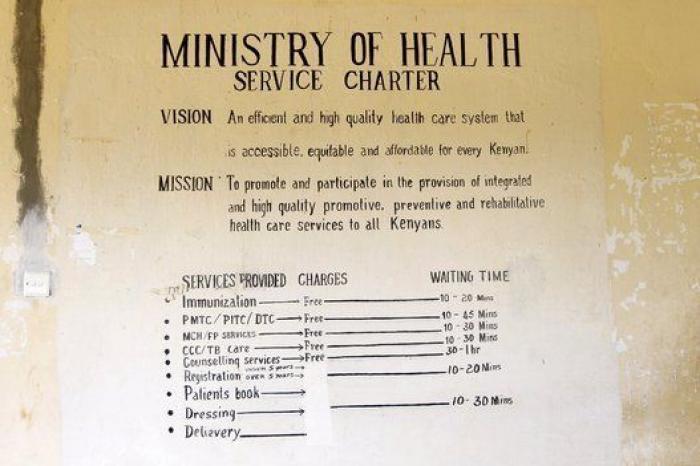 MINISTRY OF HEALTH
SERVICE CHARTER
VISION An efficient and high quality health care system that
is accessible, equitable and affordable for every Kenyan.
MISSION To promote and participate in the provision of integrated
and high quality promotive, preventive and rehabilitative
health care services to all Kenyans.
SERVICES PROVIDED CHARGES WAITING TIME
• Immunization Free 10-20 Mins
• PMTC/PITC/DTC Free 10-45 Mins
• MCH/FP SERVICES Free 10-30 Mins
• CCC/TB Care Free 10-30 Mins
• Counselling services Free 30-1hr
• Registration under 5 years over 5 years 10-20 Mins
• Patients book
• Dressing 10-30 Mins
• Delievery